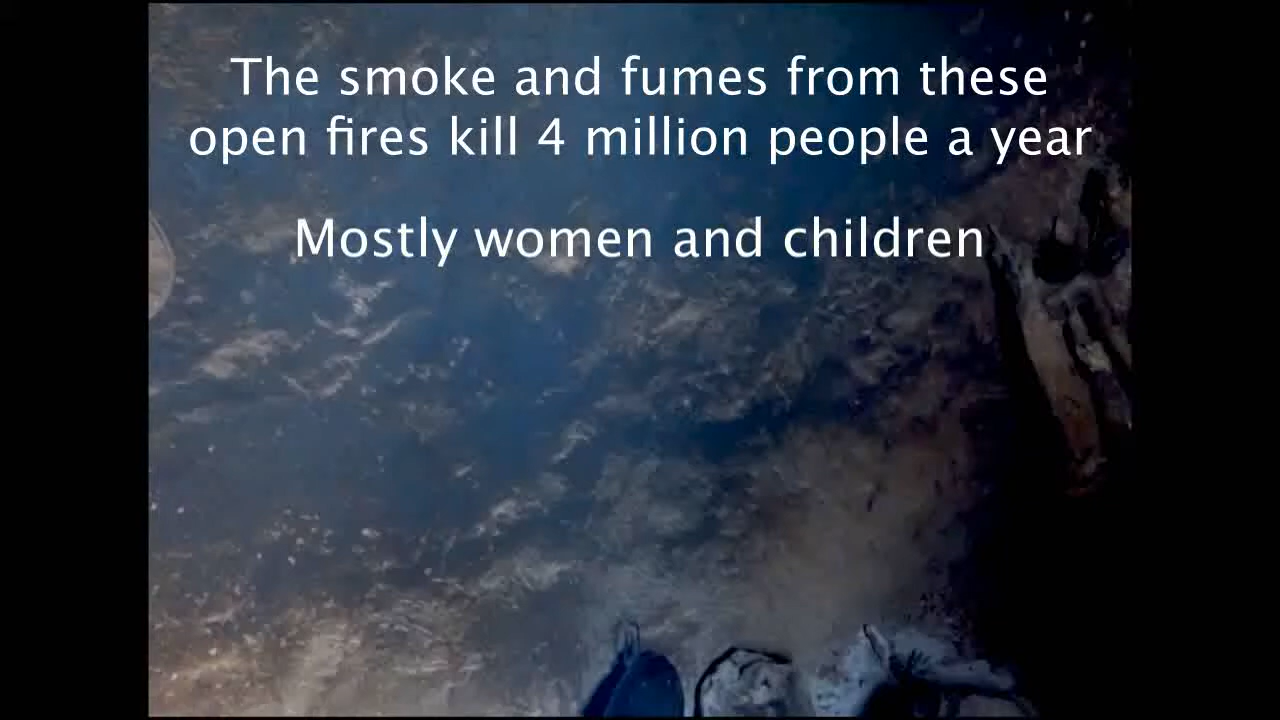 The smoke and fumes from these
open fires kill 4 million people a year
Mostly women and children